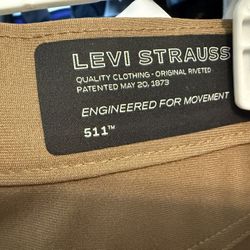 LEVI STRAUSS
QUALITY CLOTHING · ORIGINAL RIVETED
PATENTED MAY 20, 1873
ENGINEERED FOR MOVEMENT
511™